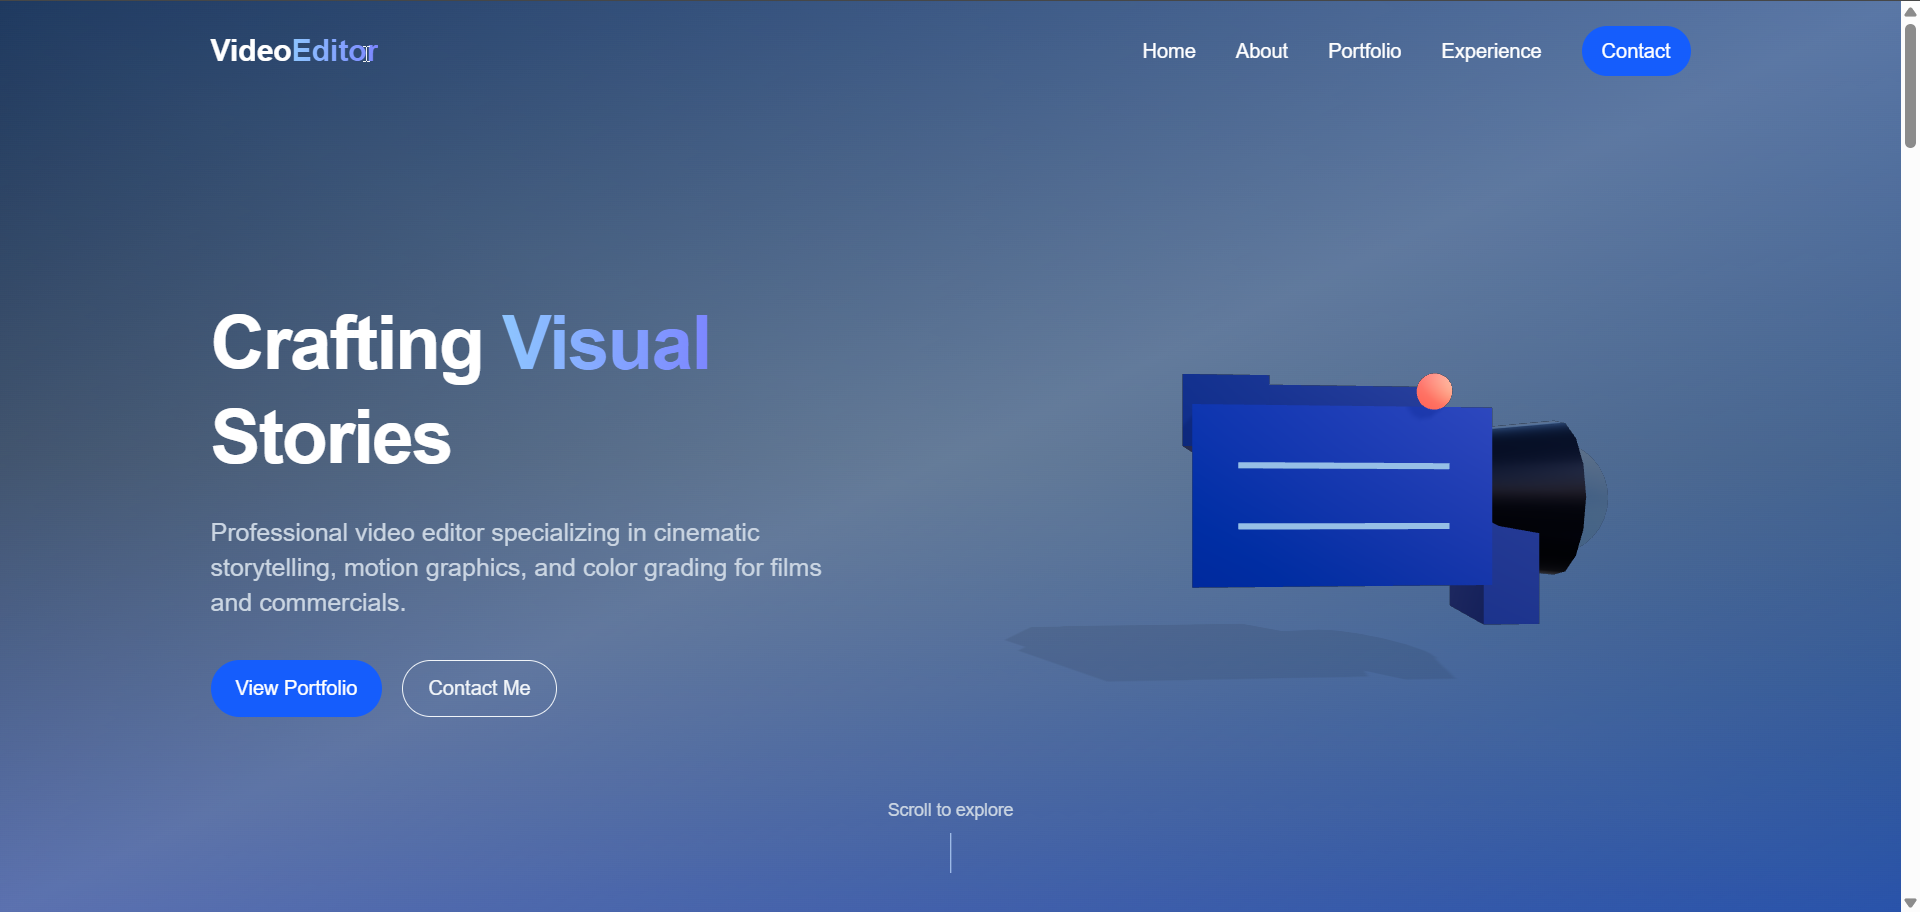 VideoEditor
Home
About
Portfolio
Experience
Contact
Crafting Visual
Stories
Professional video editor specializing in cinematic
storytelling, motion graphics, and color grading for films
and commercials.
View Portfolio
Contact Me
Scroll to explore